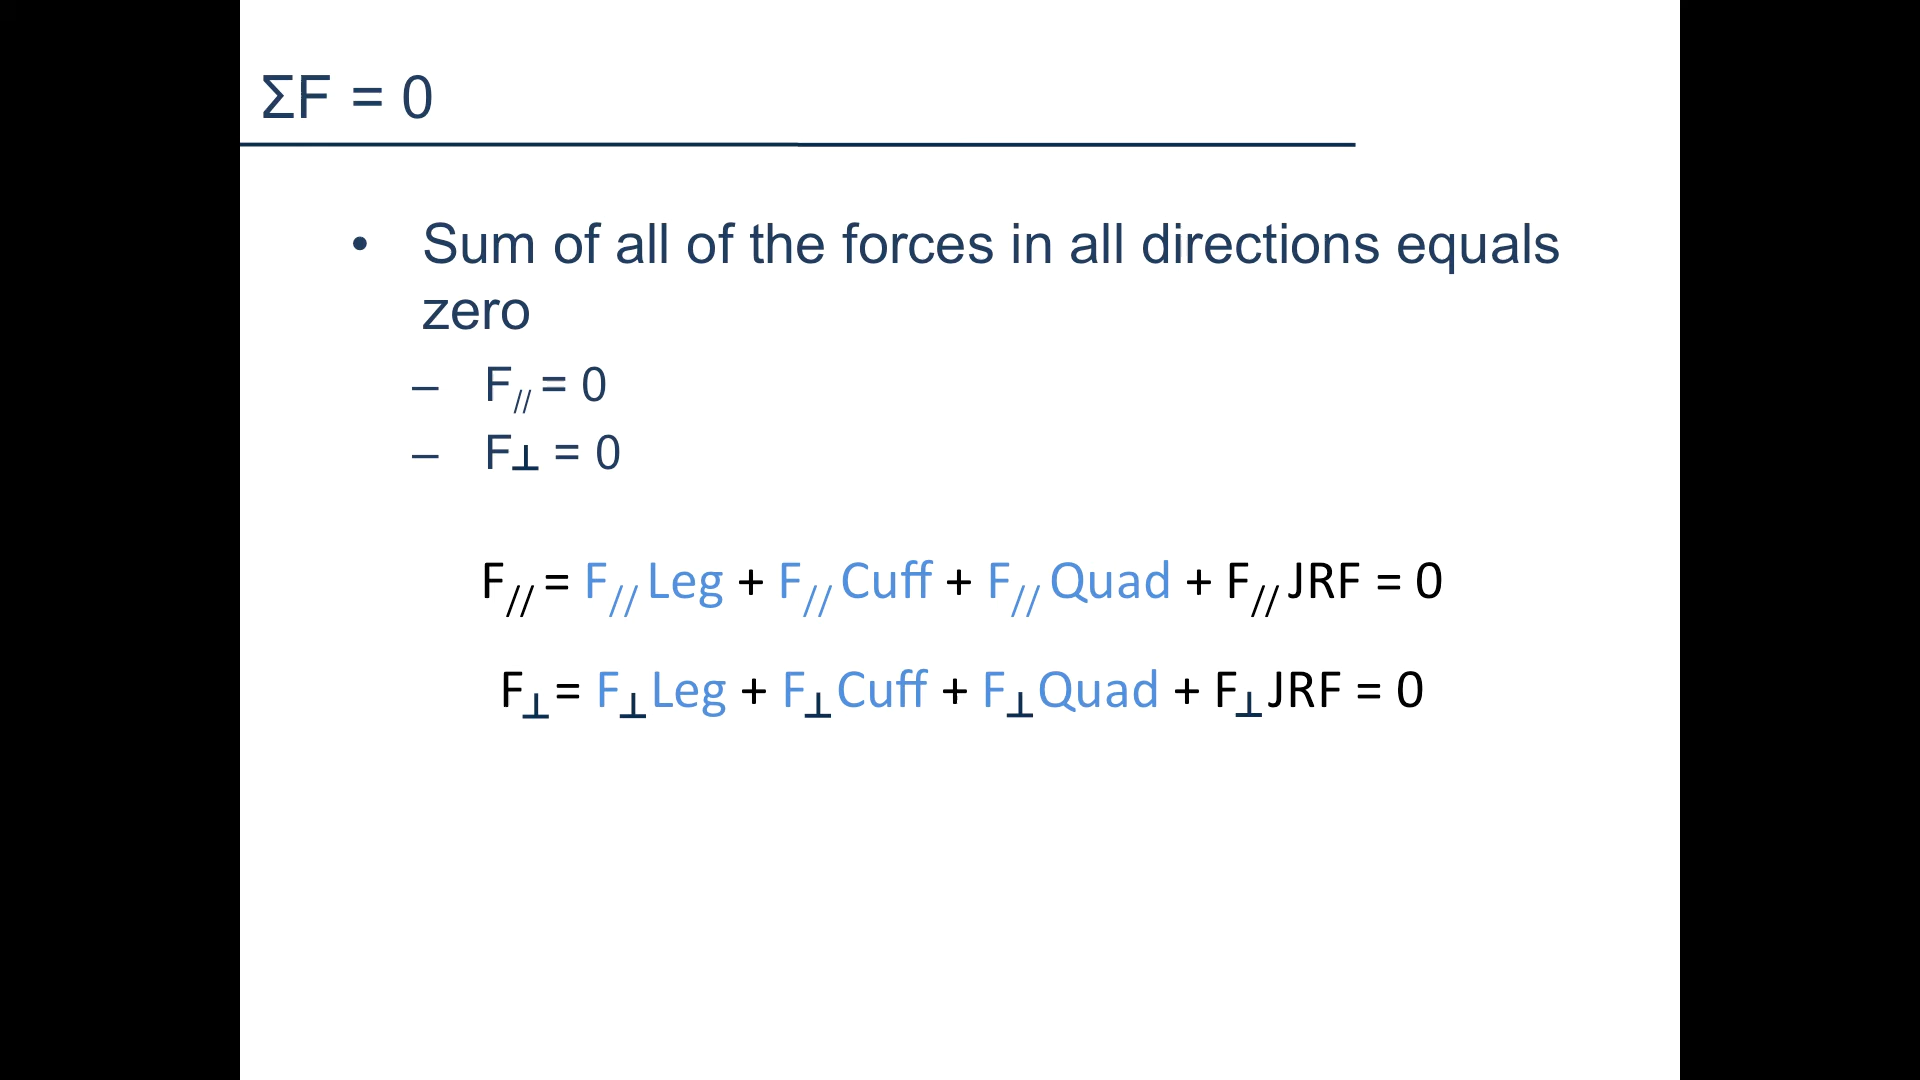 ΣF = 0
• Sum of all of the forces in all directions equals
zero
– F// = 0
– F⊥ = 0
F// = F// Leg + F// Cuff + F// Quad + F// JRF = 0
F⊥ = F⊥Leg + F⊥Cuff + F⊥Quad + F⊥JRF = 0